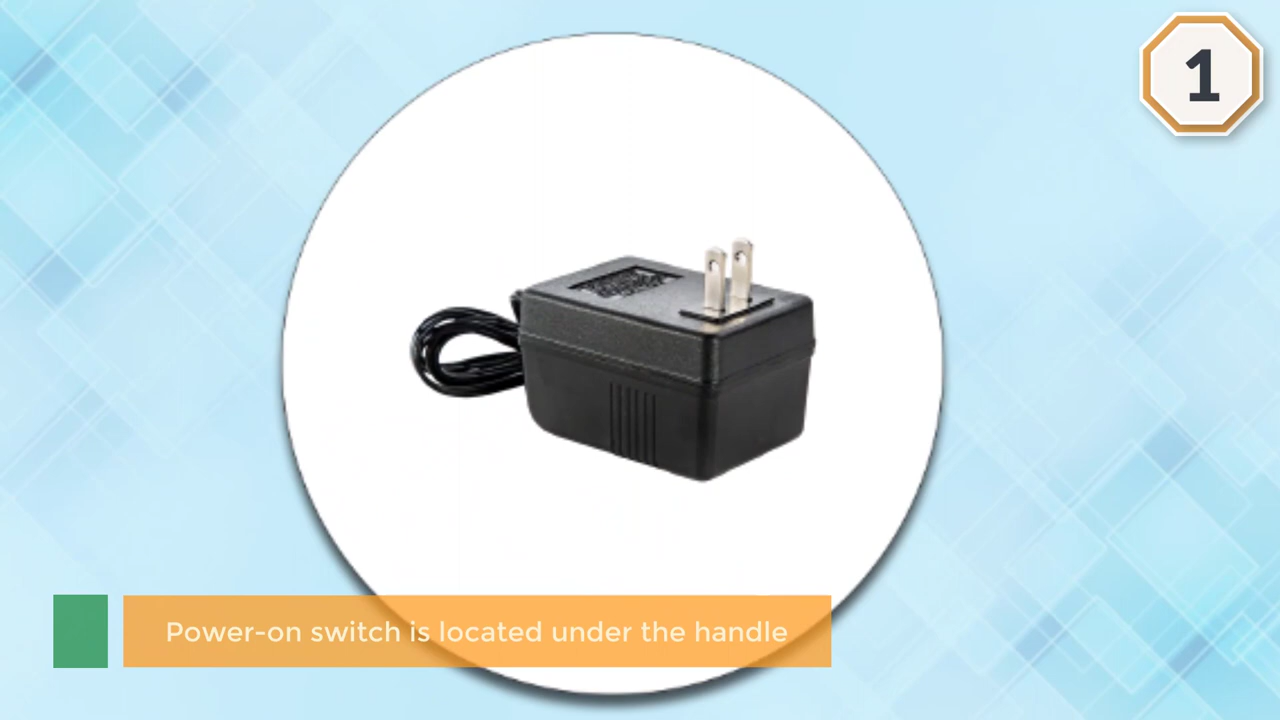 1
Power-on switch is located under the handle